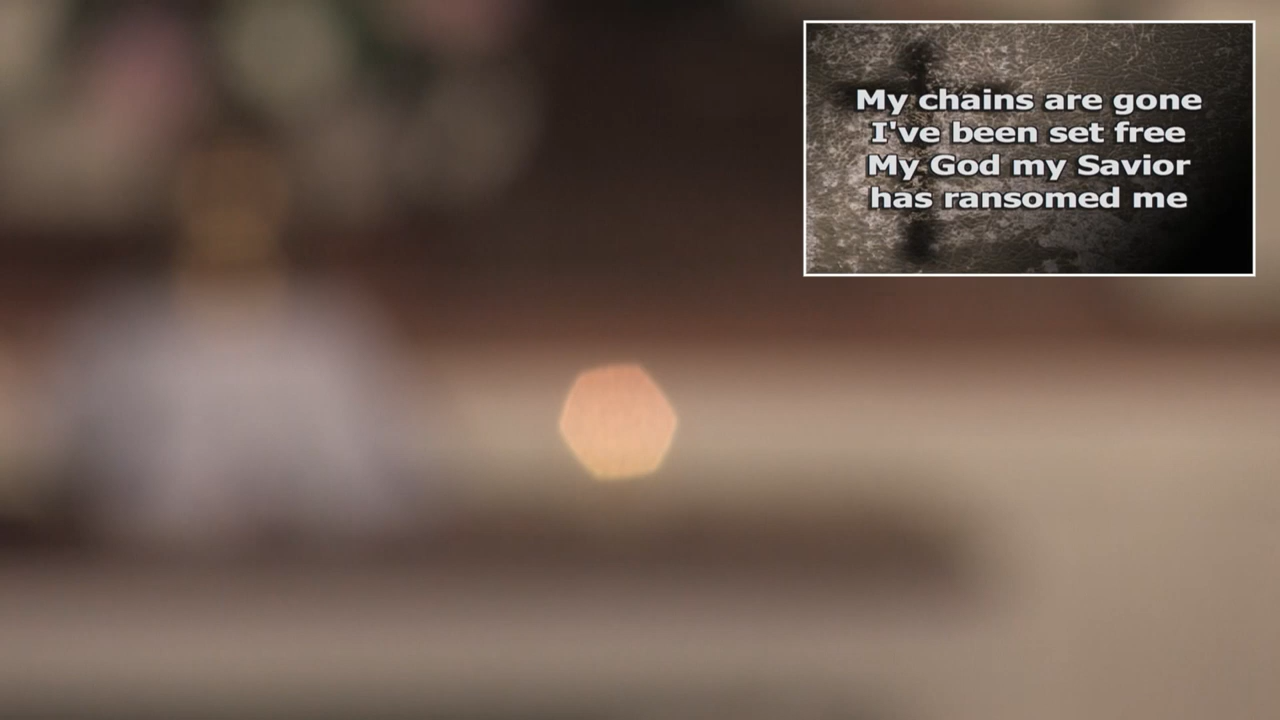 My chains are gone
I've been set free
My God my Savior
has ransomed me